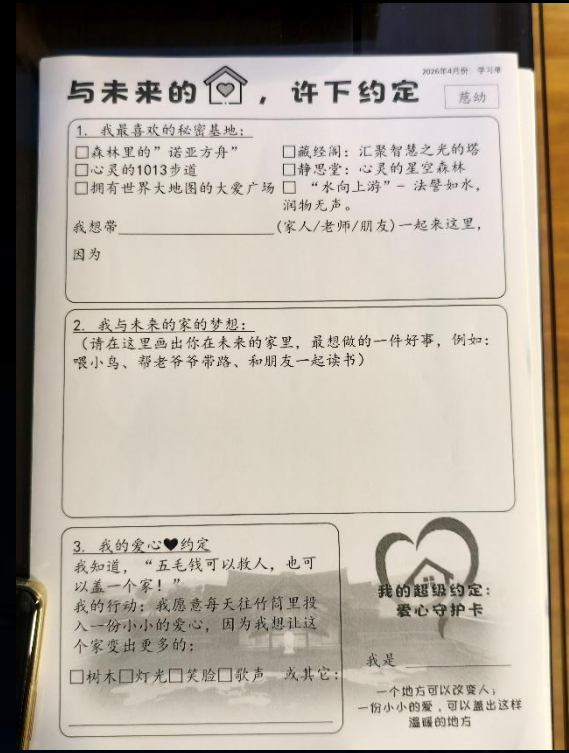 2026年4月份 学习单
与未来的，许下约定
慈幼
1. 我最喜欢的秘密基地：
□森林里的"诺亚方舟" □藏经阁：汇聚智慧之光的塔
□心灵的1013步道 □静思堂：心灵的星空森林
□拥有世界大地图的大爱广场 □ "水向上游"- 法譬如水，
润物无声。
我想带____________(家人/老师/朋友)一起来这里，
因为
2. 我与未来的家的梦想：
（请在这里画出你在未来的家里，最想做的一件好事，例如：
喂小鸟、帮老爷爷带路、和朋友一起读书）
3. 我的爱心♥约定
我知道，"五毛钱可以救人，也可
以盖一个家！"
我的行动：我愿意每天往竹筒里投
入一份小小的爱心，因为我想让这
个家变出更多的：
□树木□灯光□笑脸□歌声 或其它：
我的超级约定：
爱心守护卡
我是 ____________
一个地方可以改变人；
一份小小的爱，可以盖出这样
温暖的地方